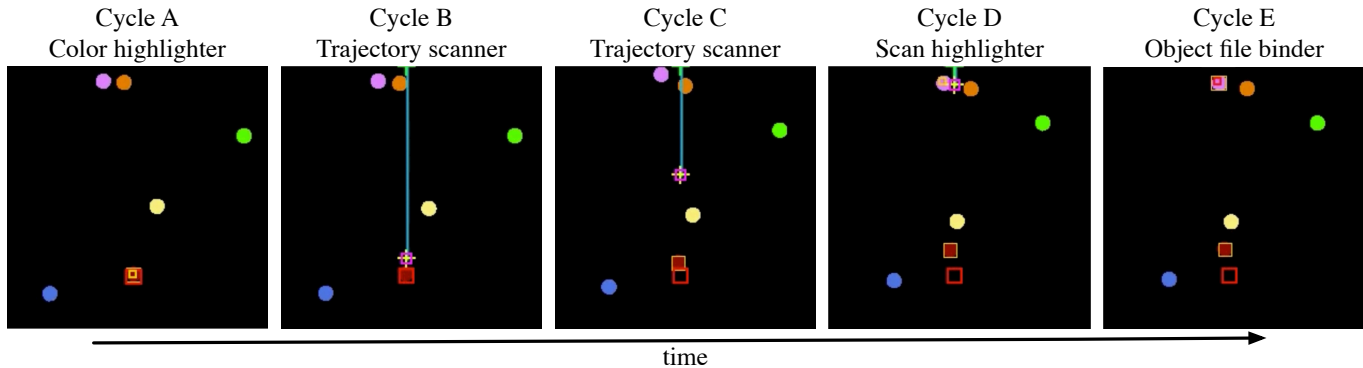 Cycle A
Color highlighter
Cycle B
Trajectory scanner
Cycle C
Trajectory scanner
Cycle D
Scan highlighter
Cycle E
Object file binder
time